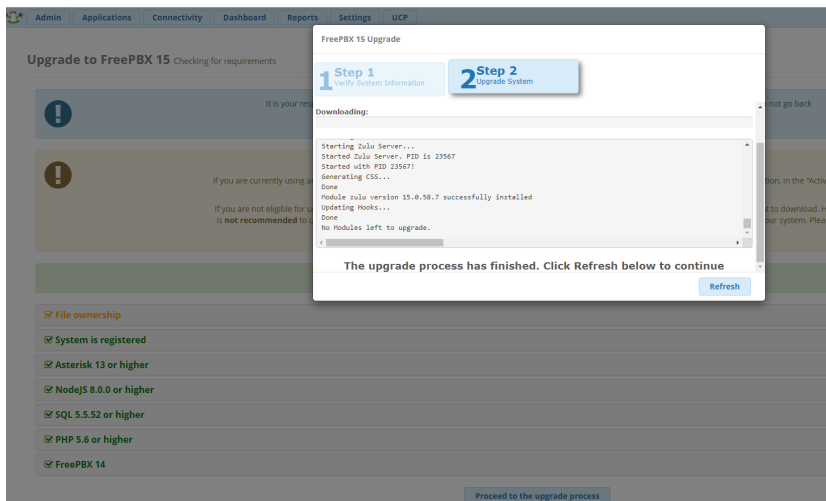 Admin Applications Connectivity Dashboard Reports Settings UCP
FreePBX 15 Upgrade
Upgrade to FreePBX 15 Checking for requirements
1 Step 1
Verify System Information
2 Step 2
Upgrade System
It is your
not go back
Downloading:
Starting Zulu Server...
Started Zulu Server. PID is 23567
Started with PID 23567!
Generating CSS...
Done
Module zulu version 15.0.58.7 successfully installed
Updating Hooks...
Done
No Modules left to upgrade.
If you are currently using
in the
If you are not eligible for
to download.
is not recommended to
our system.
The upgrade process has finished. Click Refresh below to continue
Refresh
File ownership
System is registered
Asterisk 13 or higher
NodeJS 8.0.0 or higher
SQL 5.5.52 or higher
PHP 5.6 or higher
FreePBX 14
Proceed to the upgrade process